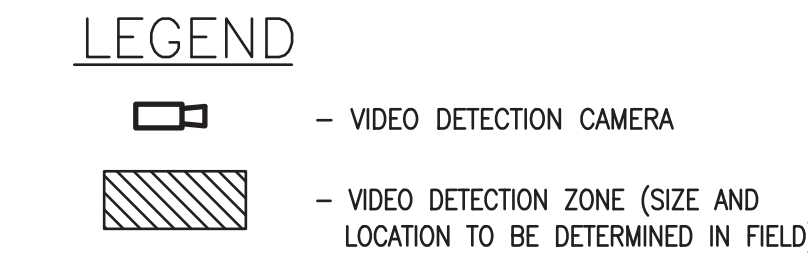 LEGEND
– VIDEO DETECTION CAMERA
– VIDEO DETECTION ZONE (SIZE AND
LOCATION TO BE DETERMINED IN FIELD)